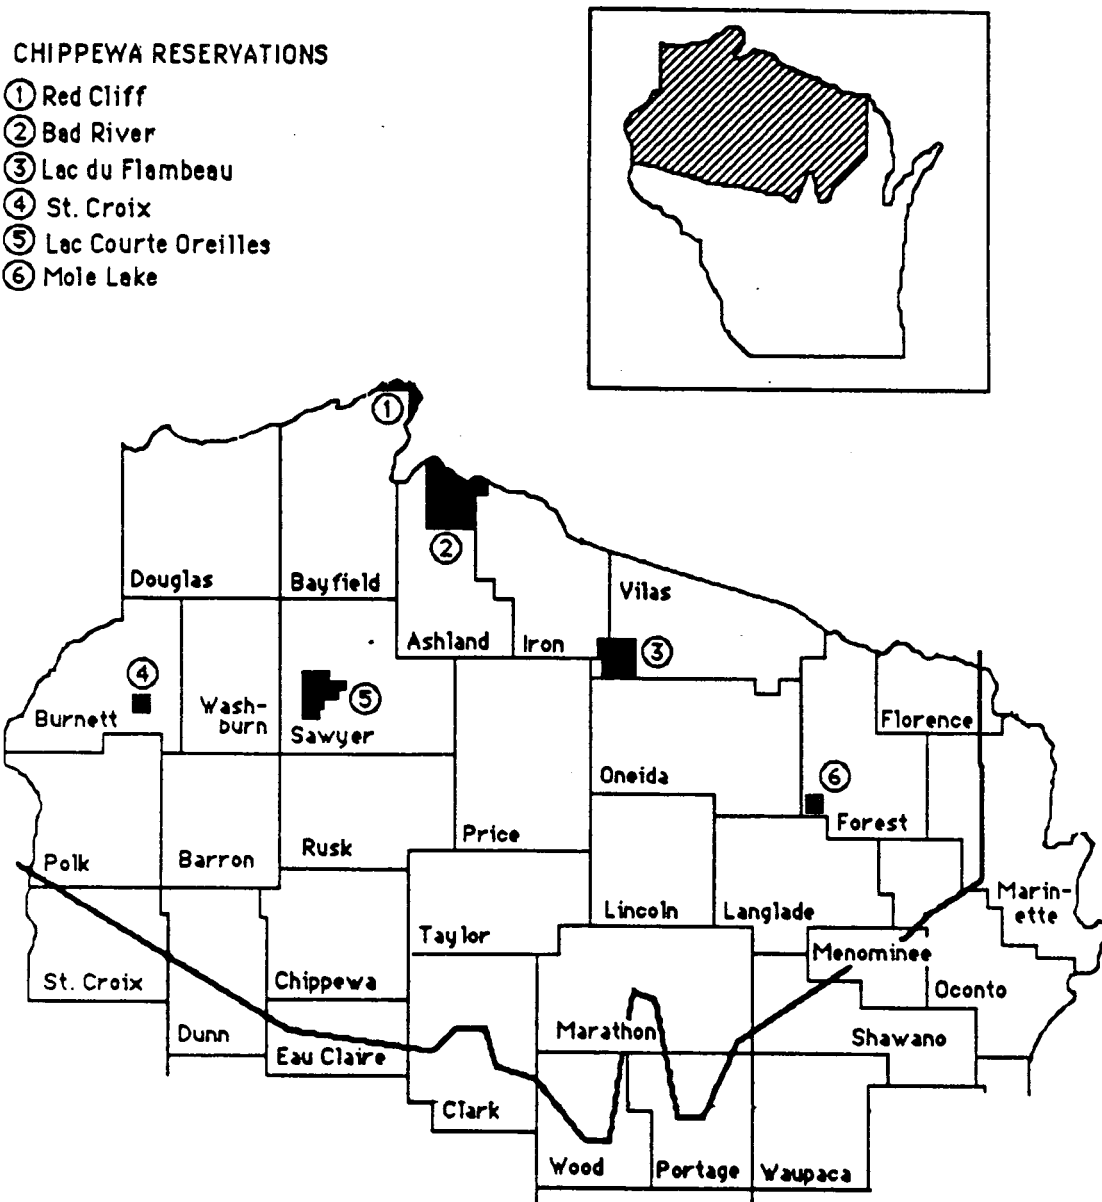 CHIPPEWA RESERVATIONS
1 Red Cliff
2 Bad River
3 Lac du Flambeau
4 St. Croix
5 Lac Courte Oreilles
6 Mole Lake
1
2
Douglas
Bayfield
Vilas
Ashland
Iron
3
4
5
Burnett
Wash-
burn
Sawyer
Florence
Oneida
6
Forest
Price
Rusk
Polk
Barron
Marin-
ette
Lincoln
Langlade
Taylor
Menominee
St. Croix
Chippewa
Oconto
Dunn
Marathon
Shawano
Eau Claire
Clark
Wood
Portage
Waupaca